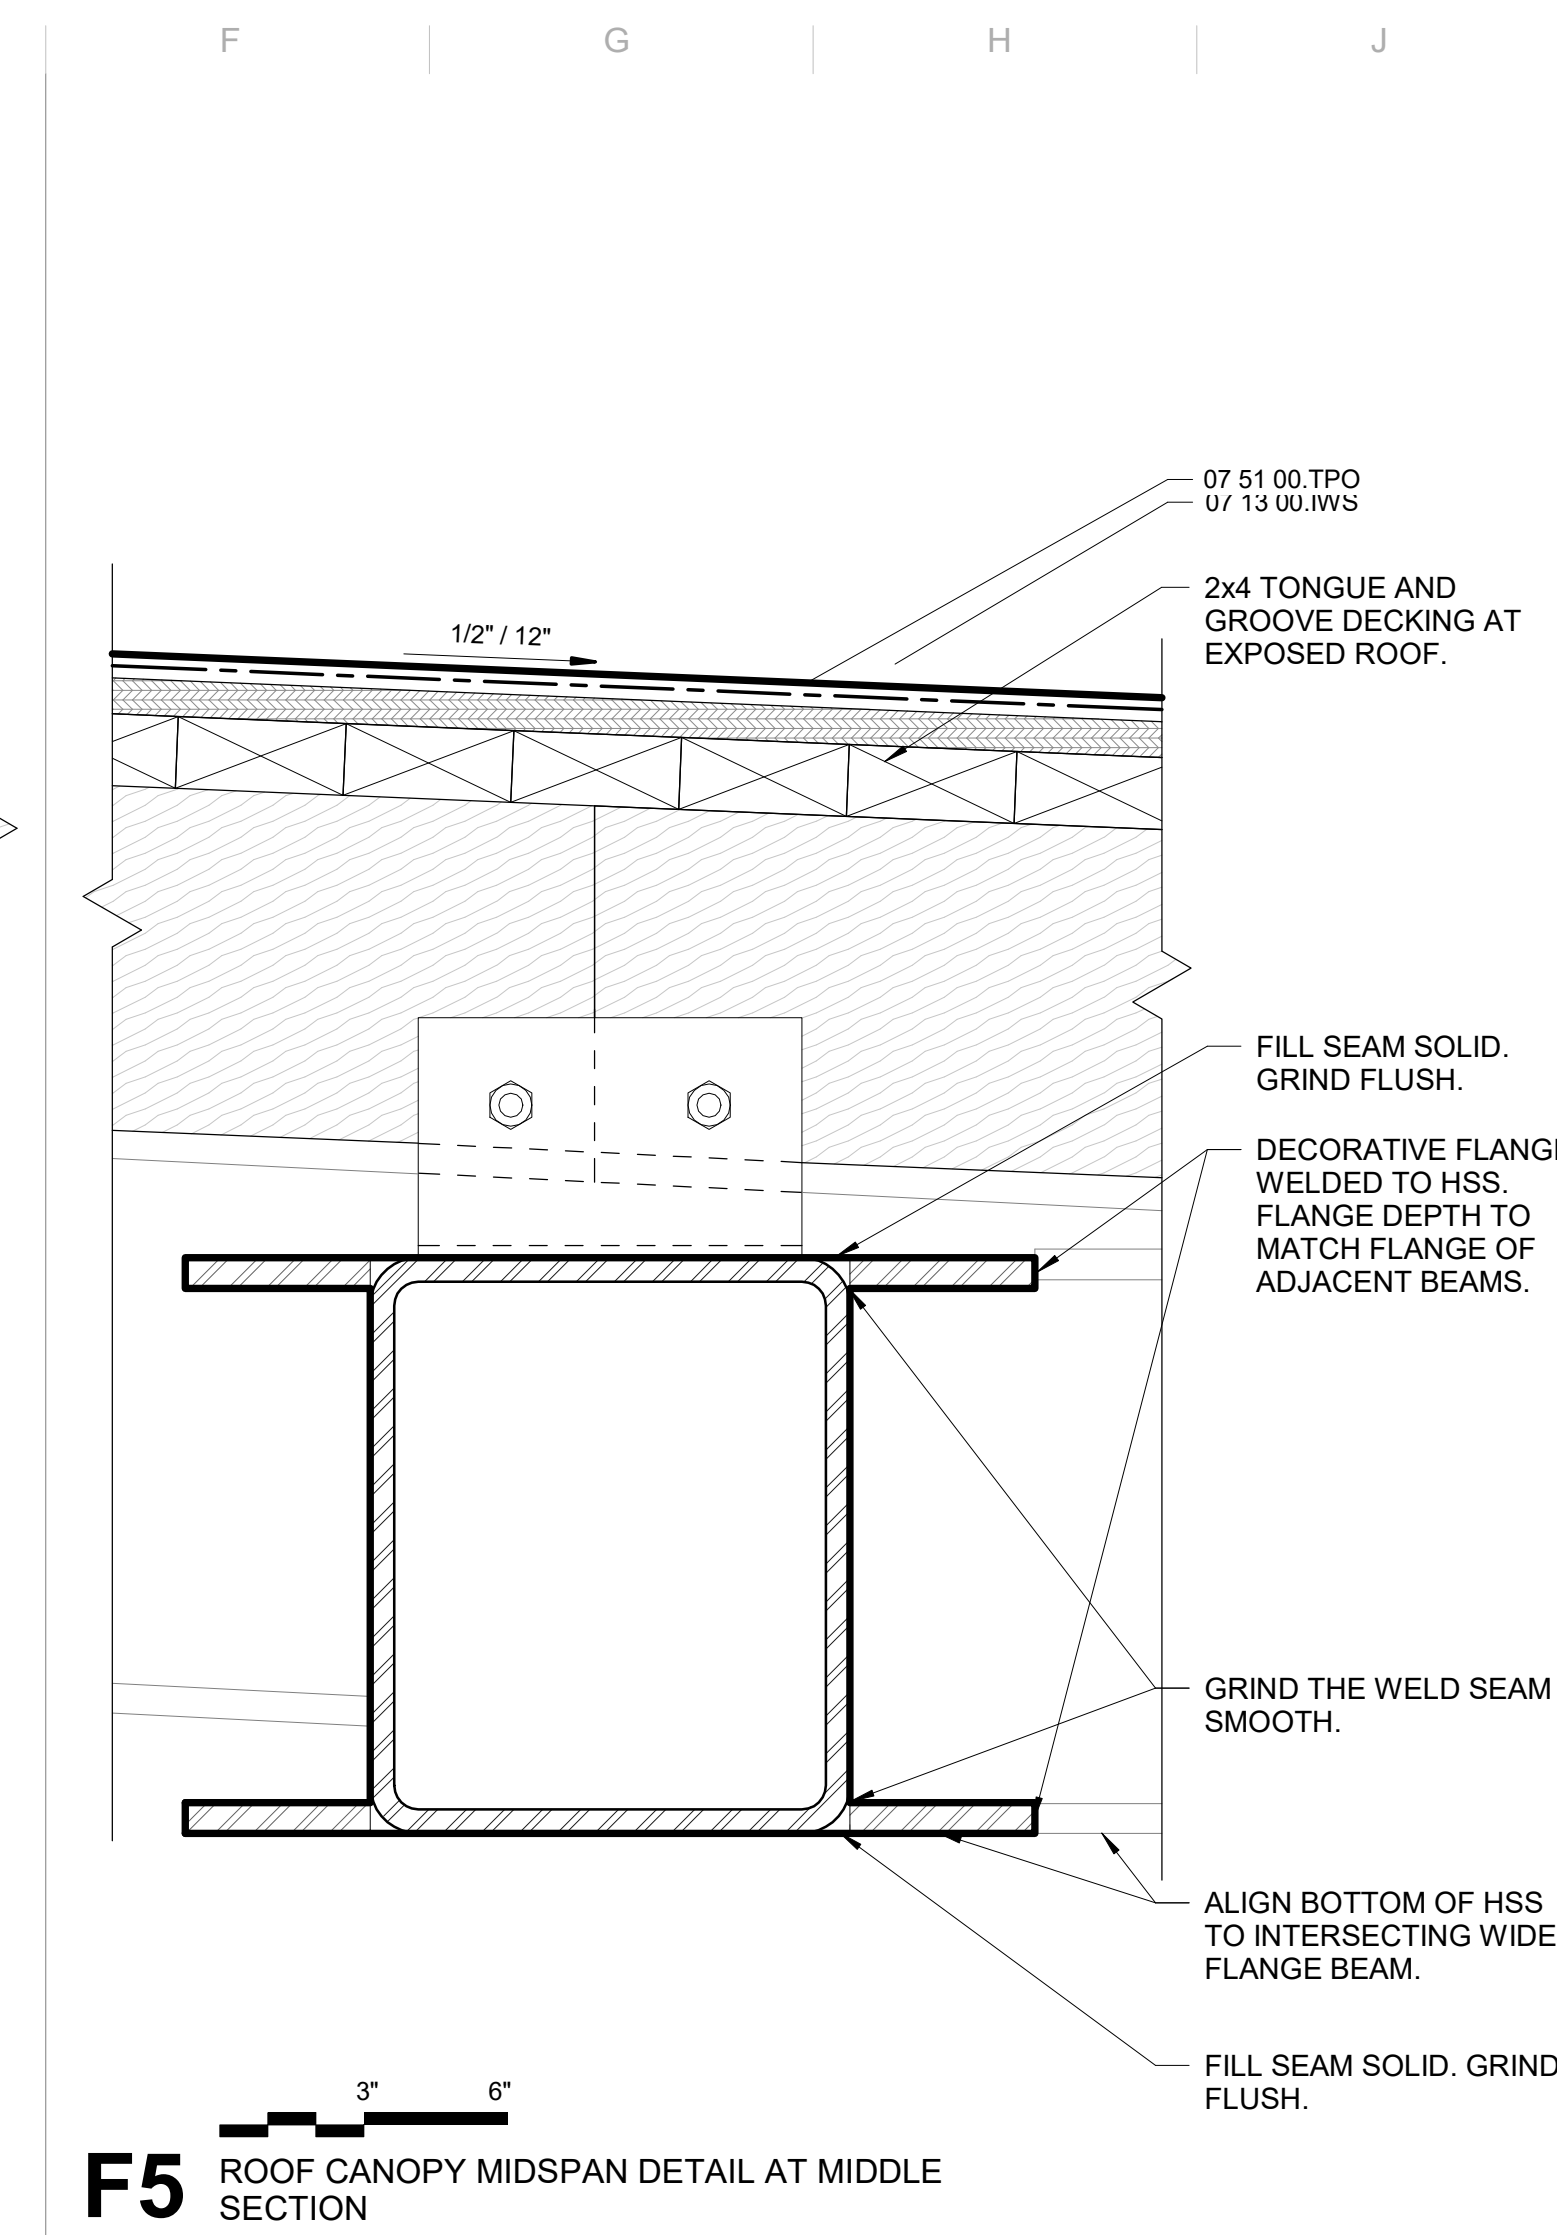 F G H J
07 51 00.TPO
07 13 00.IWS
2x4 TONGUE AND
GROOVE DECKING AT
EXPOSED ROOF.
1/2" / 12"
FILL SEAM SOLID.
GRIND FLUSH.
DECORATIVE FLANGE
WELDED TO HSS.
FLANGE DEPTH TO
MATCH FLANGE OF
ADJACENT BEAMS.
GRIND THE WELD SEAM
SMOOTH.
ALIGN BOTTOM OF HSS
TO INTERSECTING WIDE
FLANGE BEAM.
FILL SEAM SOLID. GRIND
FLUSH.
3" 6"
F5 ROOF CANOPY MIDSPAN DETAIL AT MIDDLE
SECTION